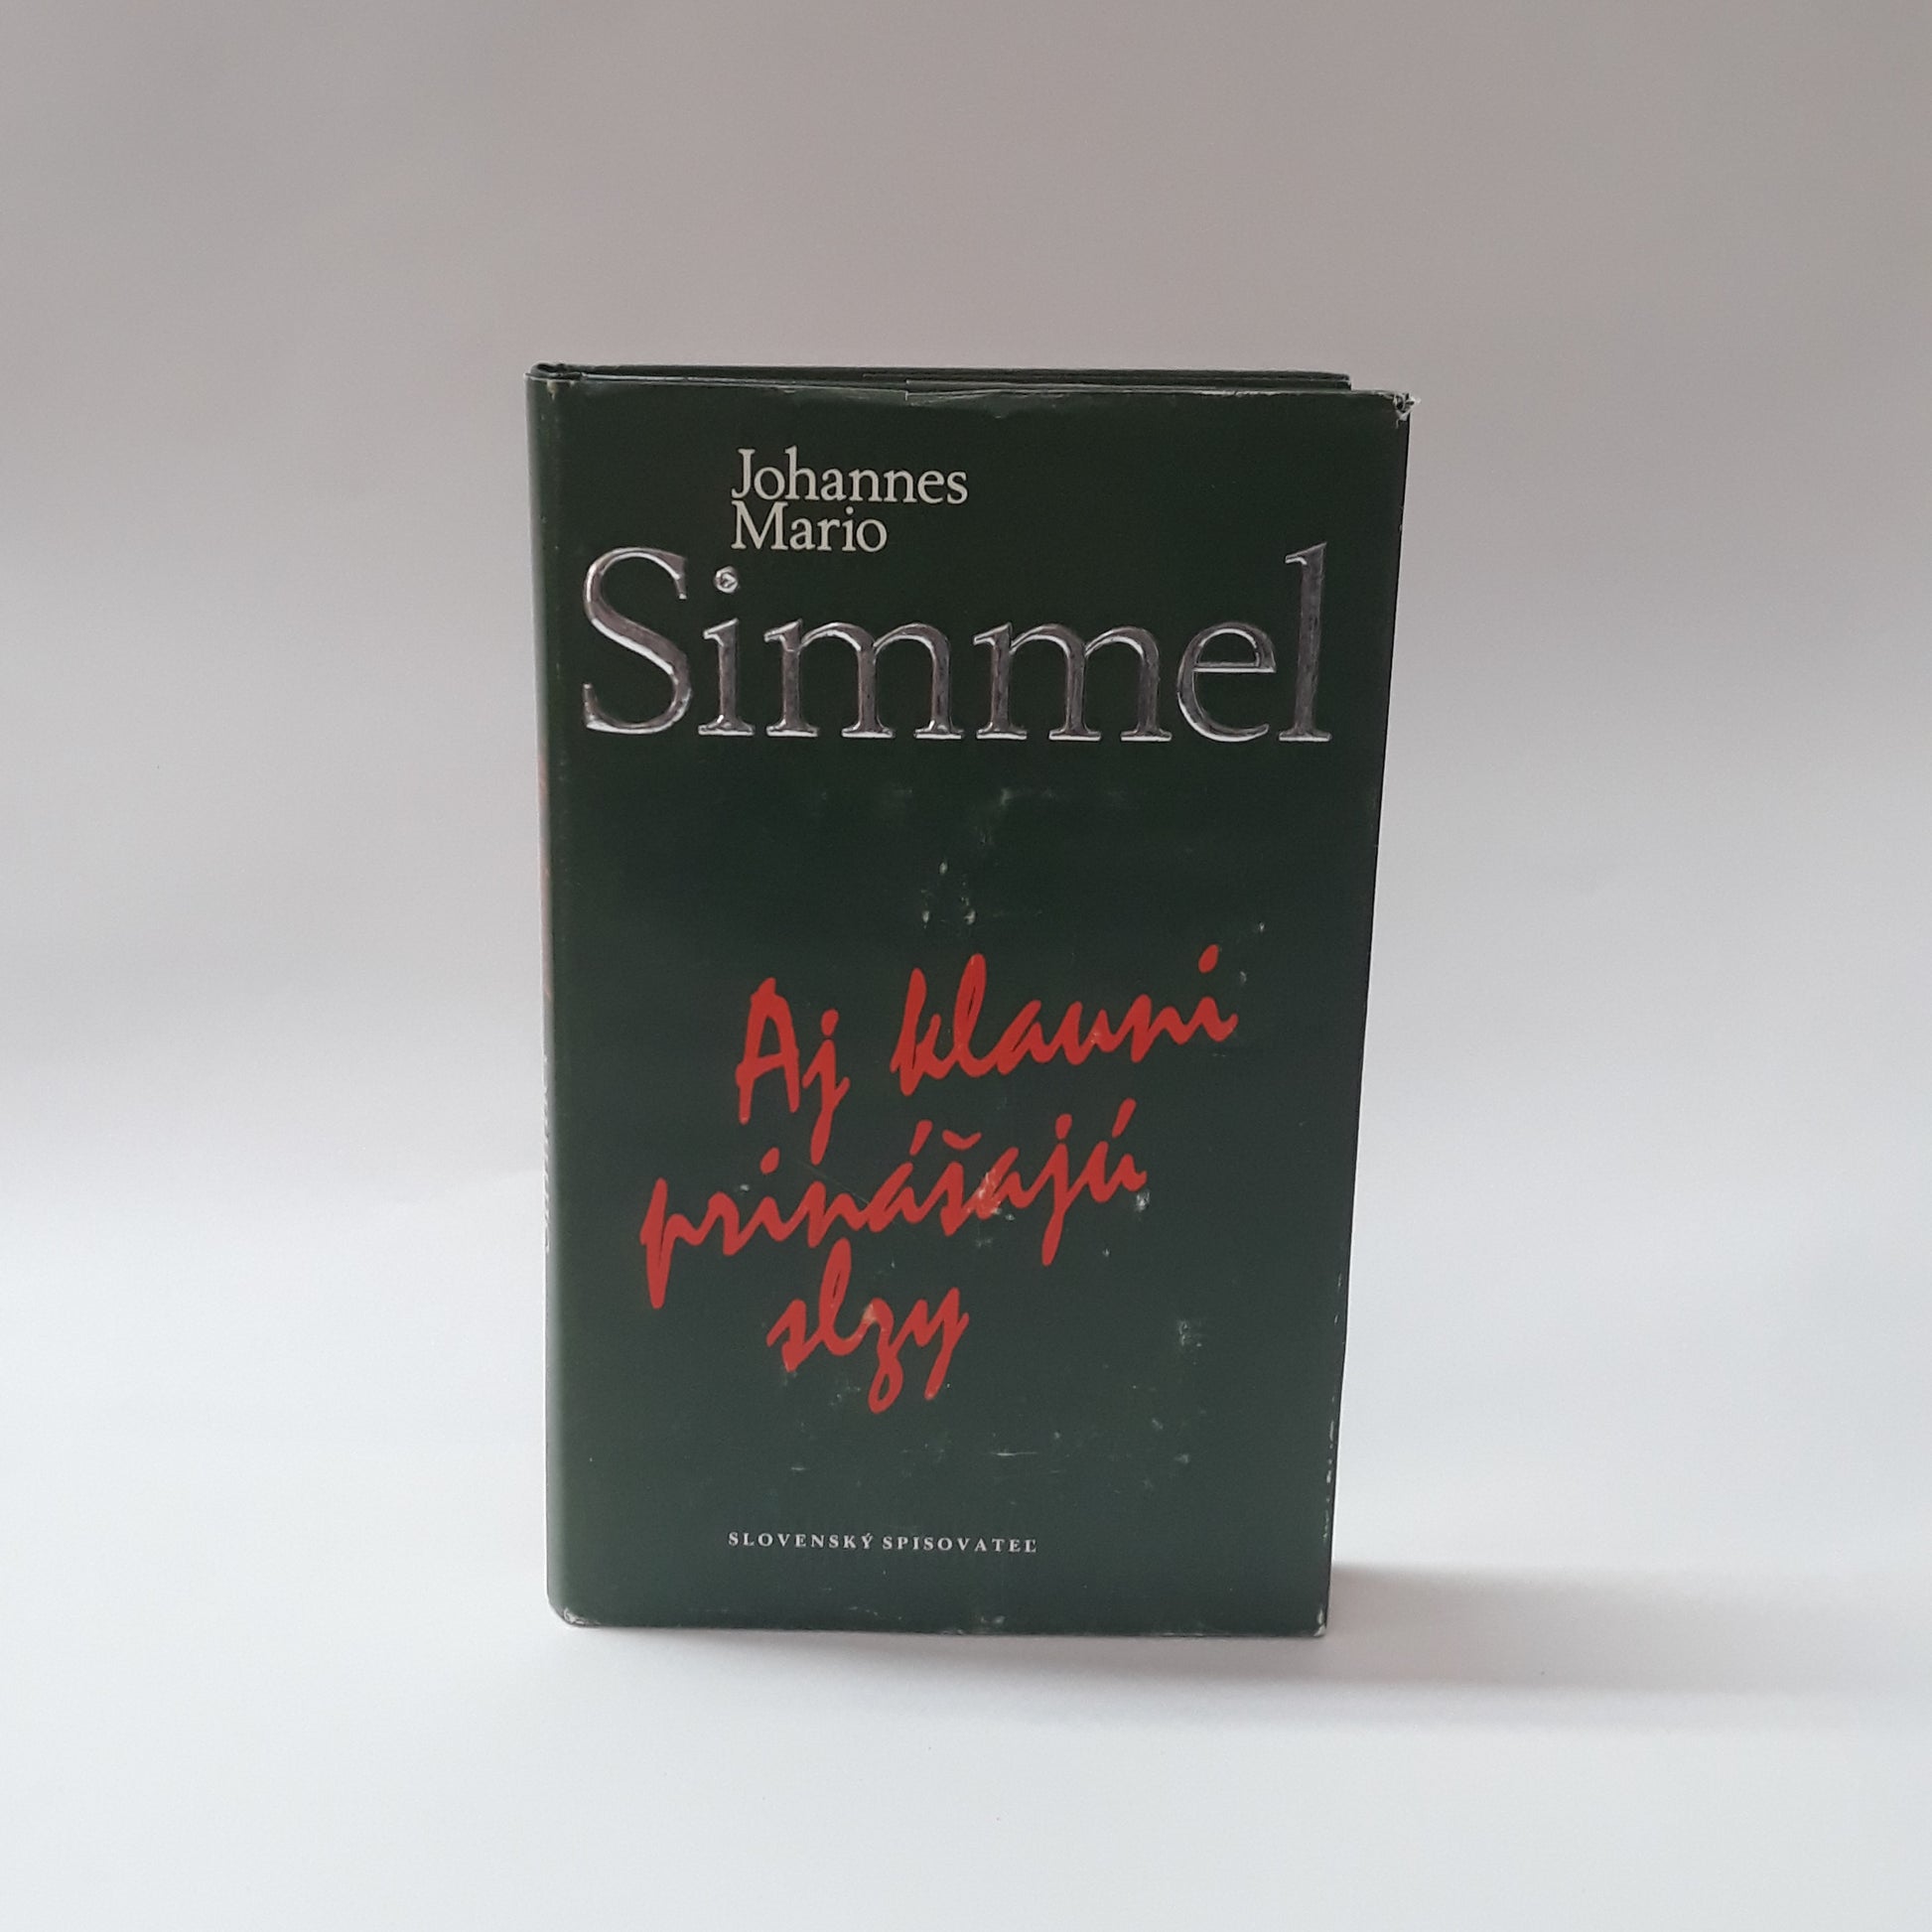 Johannes
Mario
Simmel
Aj klauni
prinášajú
slzy
SLOVENSKÝ SPISOVATEĽ